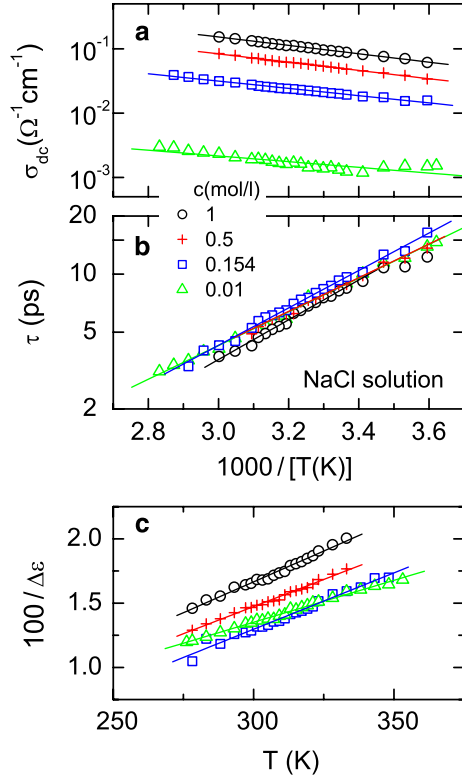 a
10⁻¹
10⁻²
10⁻³
σdc(Ω⁻¹cm⁻¹)
c(mol/l)
1
0.5
0.154
0.01
b
20
10
5
2
τ (ps)
NaCl solution
2.8 3.0 3.2 3.4 3.6
1000 / [T(K)]
c
2.0
1.5
1.0
100 / Δε
250 300 350
T (K)